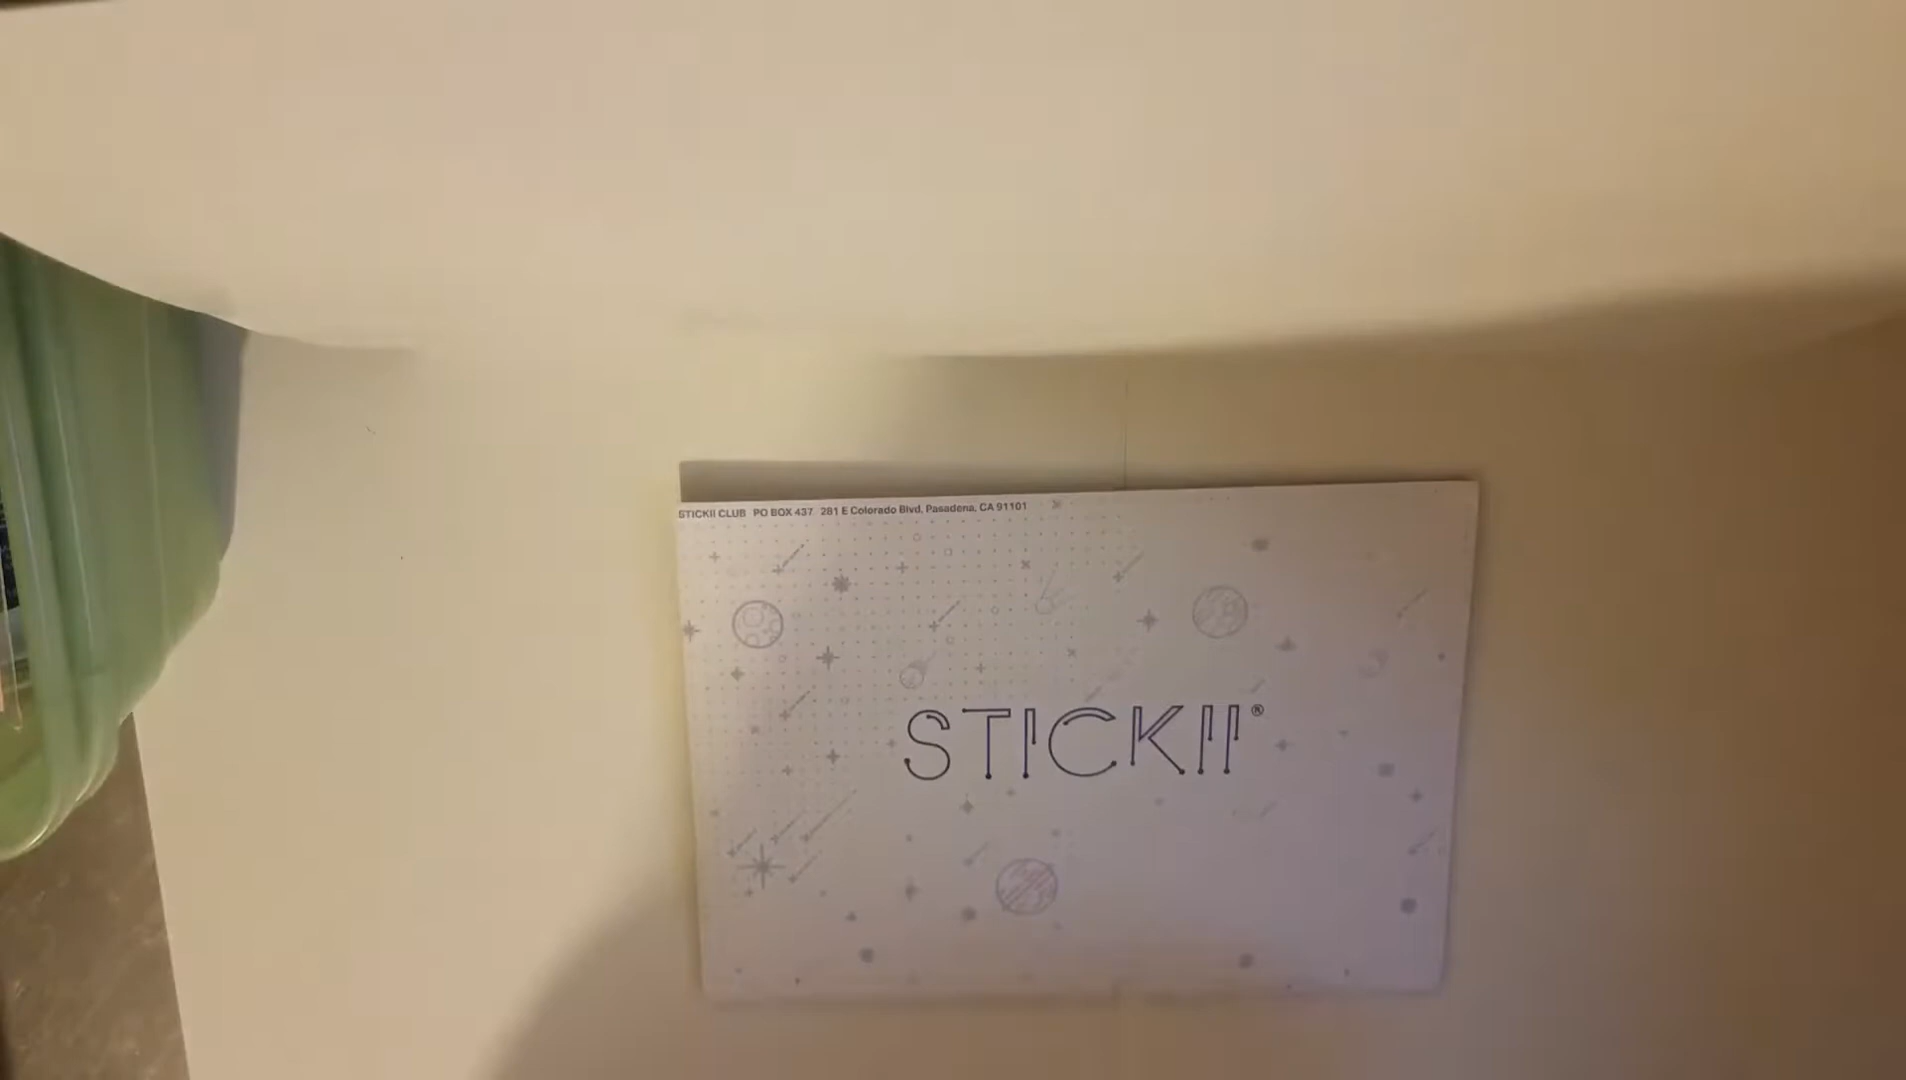 STICKII CLUB PO BOX 437 281 E Colorado Blvd, Pasadena, CA 91101
STICKII®